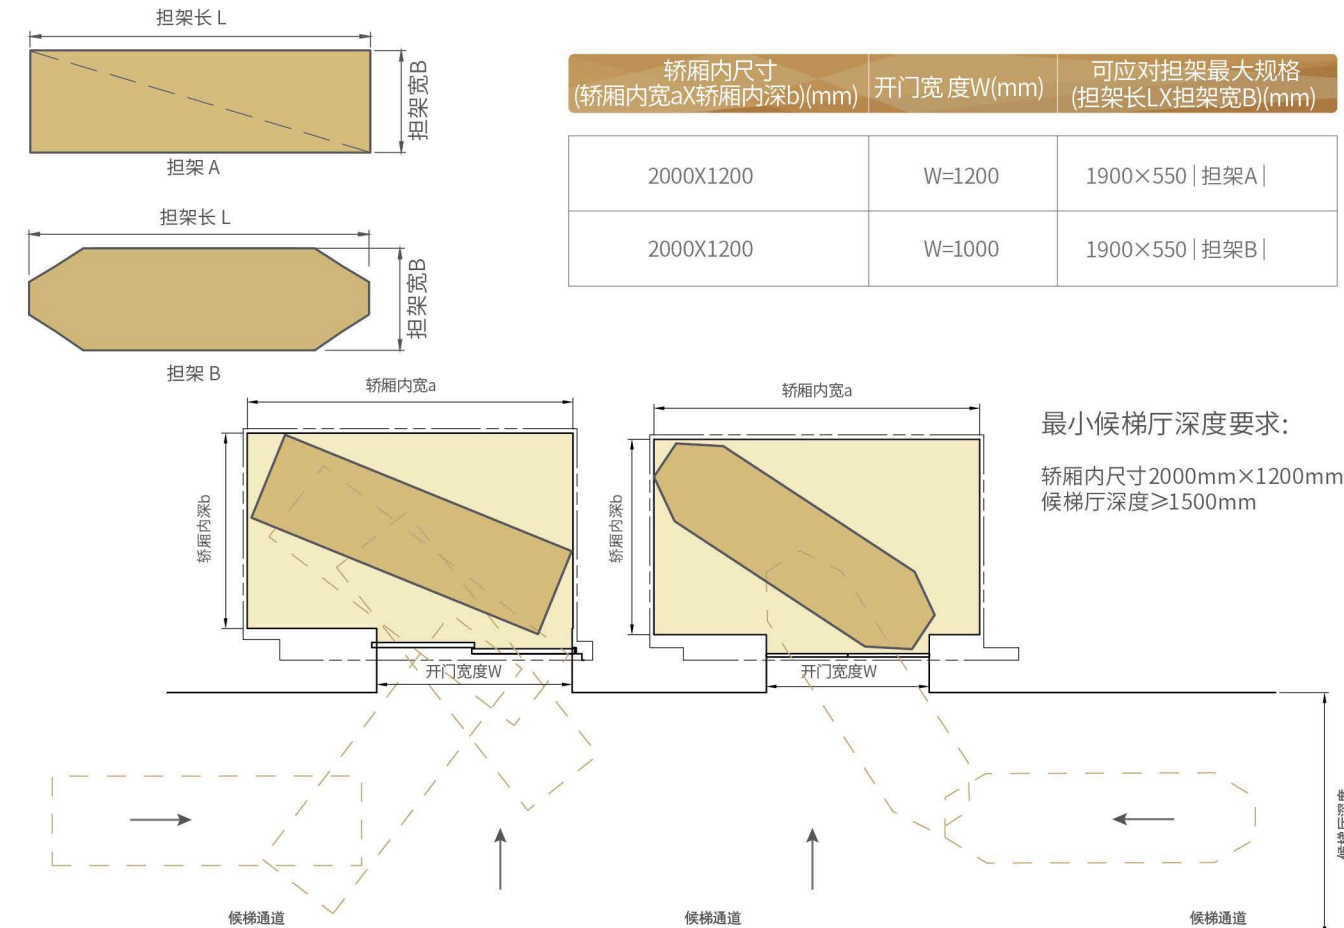 担架长 L
担架宽B
担架 A
担架长 L
担架宽B
担架 B
轿厢内尺寸
(轿厢内宽aX轿厢内深b)(mm)
开门宽 度W(mm)
可应对担架最大规格
(担架长LX担架宽B)(mm)
2000X1200
W=1200
1900×550|担架A|
2000X1200
W=1000
1900×550|担架B|
轿厢内宽a
轿厢内深b
开门宽度W
轿厢内宽a
轿厢内深b
开门宽度W
最小候梯厅深度要求:
轿厢内尺寸2000mm×1200mm
候梯厅深度≥1500mm
候梯通道
候梯通道
候梯通道